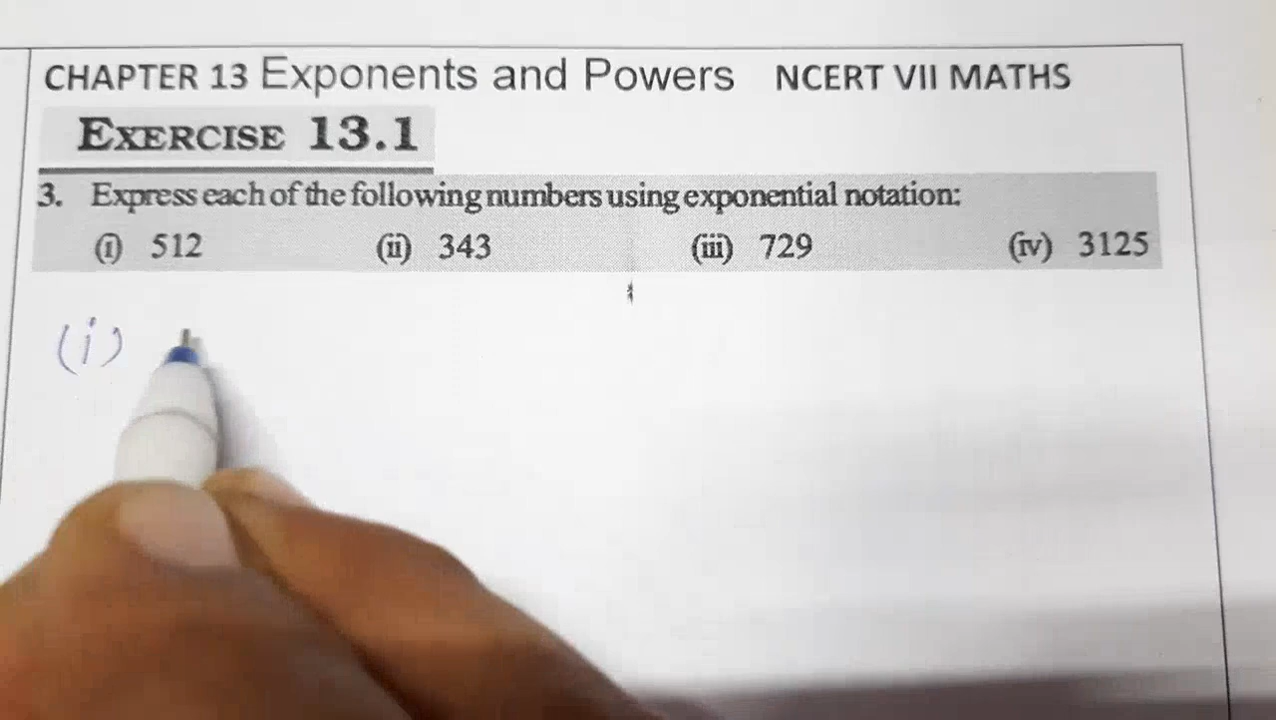 CHAPTER 13 Exponents and Powers NCERT VII MATHS
EXERCISE 13.1
3. Express each of the following numbers using exponential notation:
(i) 512 (ii) 343 (iii) 729 (iv) 3125
(i)